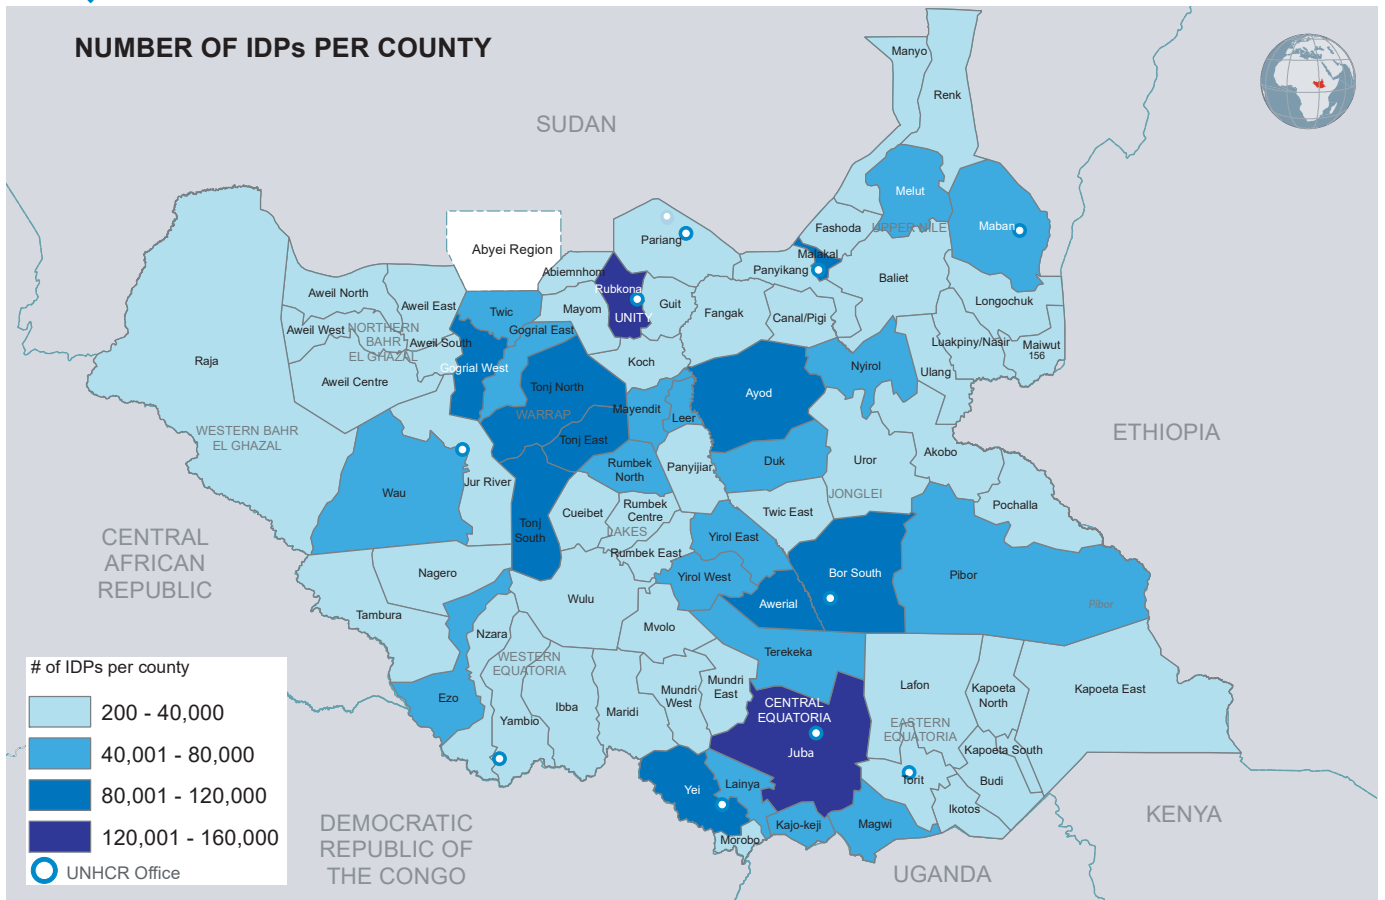 NUMBER OF IDPs PER COUNTY
Manyo
Renk
SUDAN
Melut
Maban
UPPER NILE
Fashoda
Malakal
Pariang
Panyikang
Baliet
Longochuk
Abyei Region
Abiemnhom
Rubkona
UNITY
Guit
Mayom
Fangak
Canal/Pigi
Luakpiny/Nasir
Maiwut
156
Ulang
Nyirol
Aweil North
Aweil East
Twic
Gogrial East
Aweil West
NORTHERN
BAHR
EL GHAZAL
Aweil South
Gogrial West
Aweil Centre
Raja
Koch
Tonj North
WARRAP
Mayendit
Leer
Ayod
Tonj East
WESTERN BAHR
EL GHAZAL
ETHIOPIA
Rumbek
North
Panyijiar
Duk
Uror
Akobo
Jur River
Wau
JONGLEI
Pochalla
Cueibet
Rumbek
Centre
LAKES
Twic East
Tonj
South
Rumbek East
Yirol East
CENTRAL
AFRICAN
REPUBLIC
Nagero
Yirol West
Bor South
Pibor
Pibor
Wulu
Awerial
Tambura
Nzara
Mvolo
WESTERN
EQUATORIA
Terekeka
Mundri
East
Mundri
West
Lafon
Kapoeta
North
Kapoeta East
Ezo
Yambio
Ibba
Maridi
CENTRAL
EQUATORIA
Juba
EASTERN
EQUATORIA
Kapoeta South
Torit
Budi
Ikotos
Yei
Lainya
Kajo-keji
Magwi
Morobo
KENYA
UGANDA
DEMOCRATIC
REPUBLIC OF
THE CONGO
# of IDPs per county
200 - 40,000
40,001 - 80,000
80,001 - 120,000
120,001 - 160,000
UNHCR Office